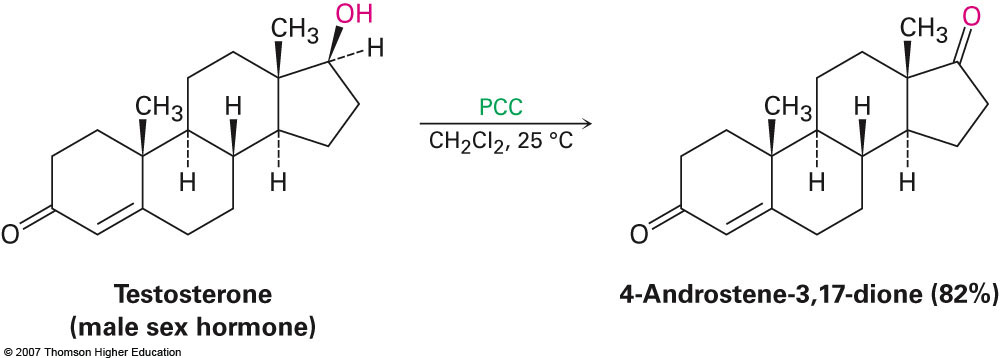 OH
CH3
H
CH3
H
H
H
O
Testosterone
(male sex hormone)
PCC
CH2Cl2, 25 °C
O
CH3
CH3
H
H
H
O
4-Androstene-3,17-dione (82%)
© 2007 Thomson Higher Education